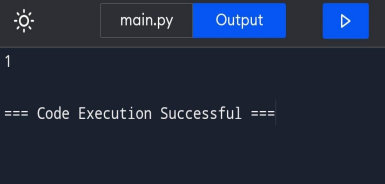 main.py Output
1
=== Code Execution Successful ===